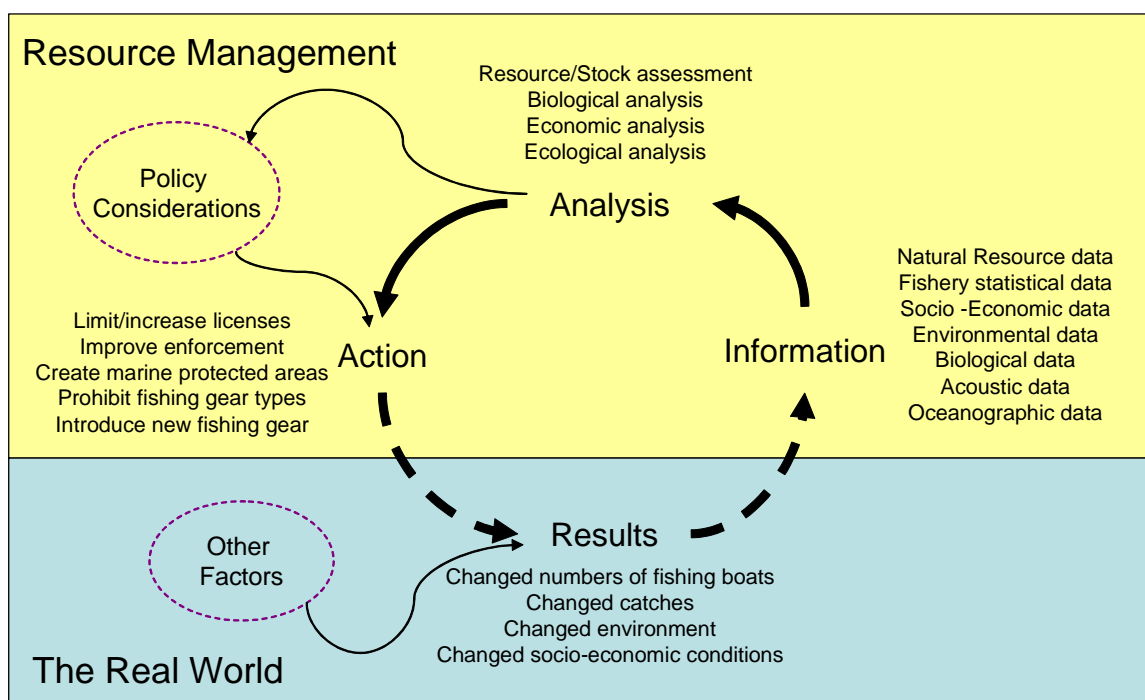 Resource Management
Resource/Stock assessment
Biological analysis
Economic analysis
Ecological analysis
Policy
Considerations
Analysis
Natural Resource data
Fishery statistical data
Socio -Economic data
Environmental data
Biological data
Acoustic data
Oceanographic data
Information
Limit/increase licenses
Improve enforcement
Create marine protected areas
Prohibit fishing gear types
Introduce new fishing gear
Action
Results
Changed numbers of fishing boats
Changed catches
Changed environment
Changed socio-economic conditions
Other
Factors
The Real World